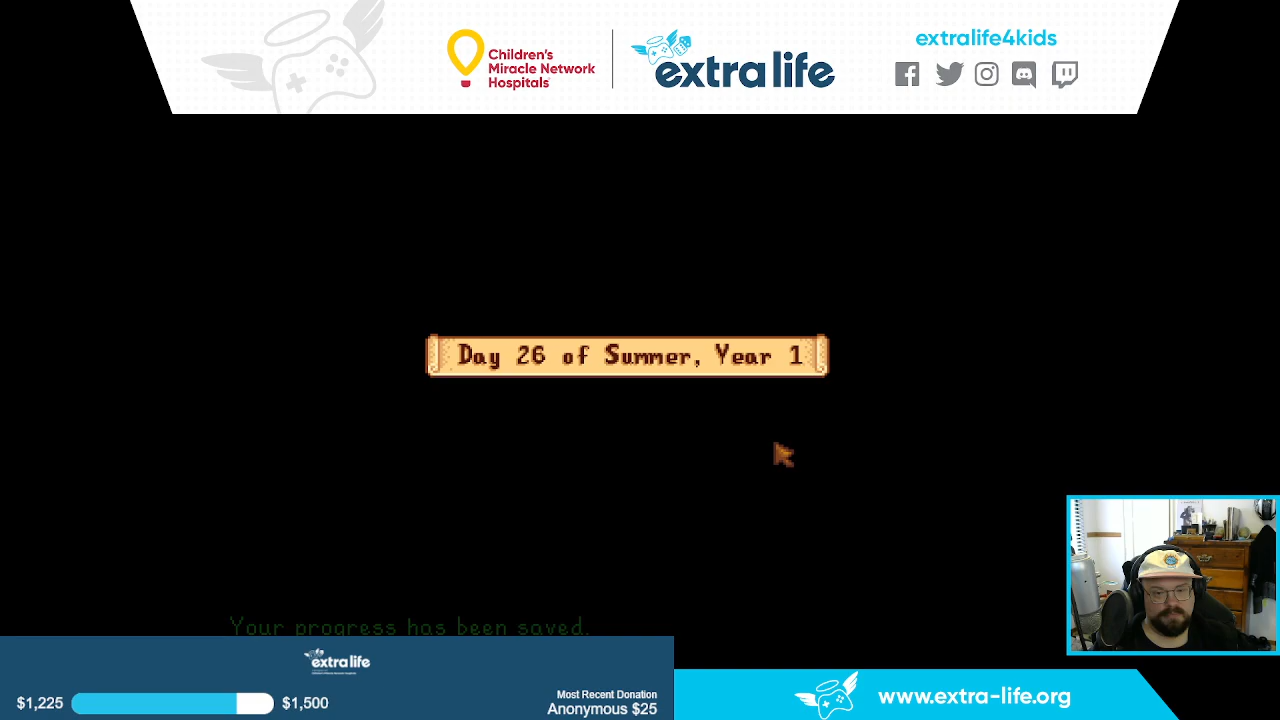 Children's
Miracle Network
Hospitals
extra life
extralife4kids
Day 26 of Summer, Year 1
Your progress has been saved.
extra life
$1,225
$1,500
Most Recent Donation
Anonymous $25
www.extra-life.org